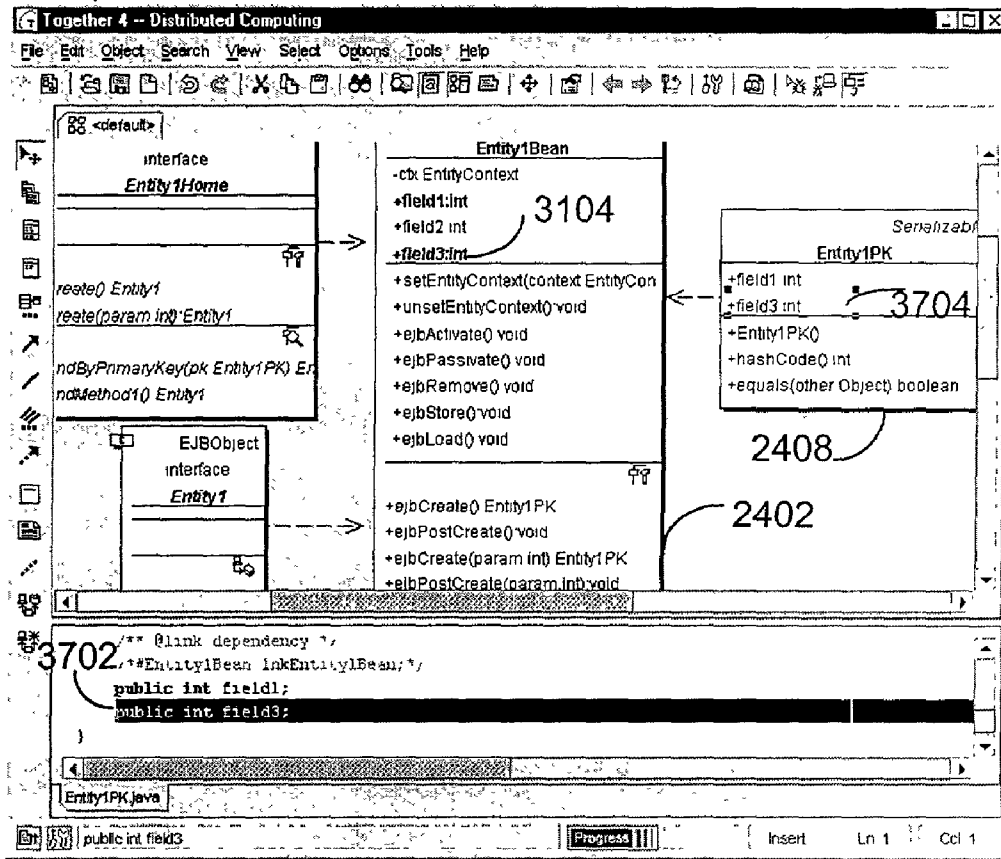 Together 4 -- Distributed Computing
File Edit Object Search View Select Options Tools Help
<default>
interface
Entity1Home
reate() Entity1
reate(param int):Entity1
ndByPrimaryKey(pk Entity1PK) En
ndMethod1() Entity1
EJBObject
interface
Entity1
Entity1Bean
-ctx EntityContext
+field1:int
+field2 int
+field3:int
3104
+setEntityContext(context EntityCon
+unsetEntityContext():void
+ejbActivate() void
+ejbPassivate() void
+ejbRemove() void
+ejbStore():void
+ejbLoad() void
+ejbCreate() Entity1PK
+ejbPostCreate():void
+ejbCreate(param int) Entity1PK
+ejbPostCreate(param.int):void
Serializabl
Entity1PK
+field1 int
+field3 int
3704
+Entity1PK()
+hashCode() int
+equals(other Object) boolean
2408
2402
/** @link dependency */
/*#Entity1Bean lnkEntity1Bean;*/
3702
public int field1;
public int field3;
}
Entity1PK.java
public int field3
Progress
Insert
Ln 1
Col 1